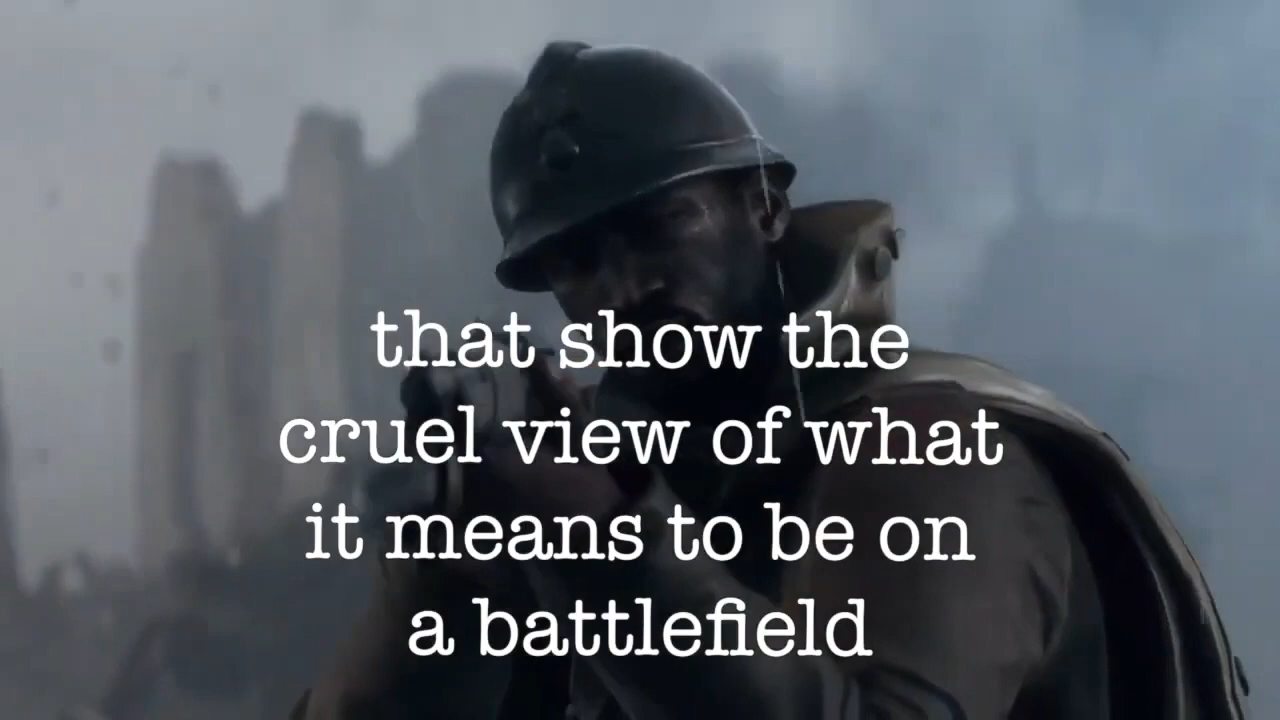 that show the
cruel view of what
it means to be on
a battlefield